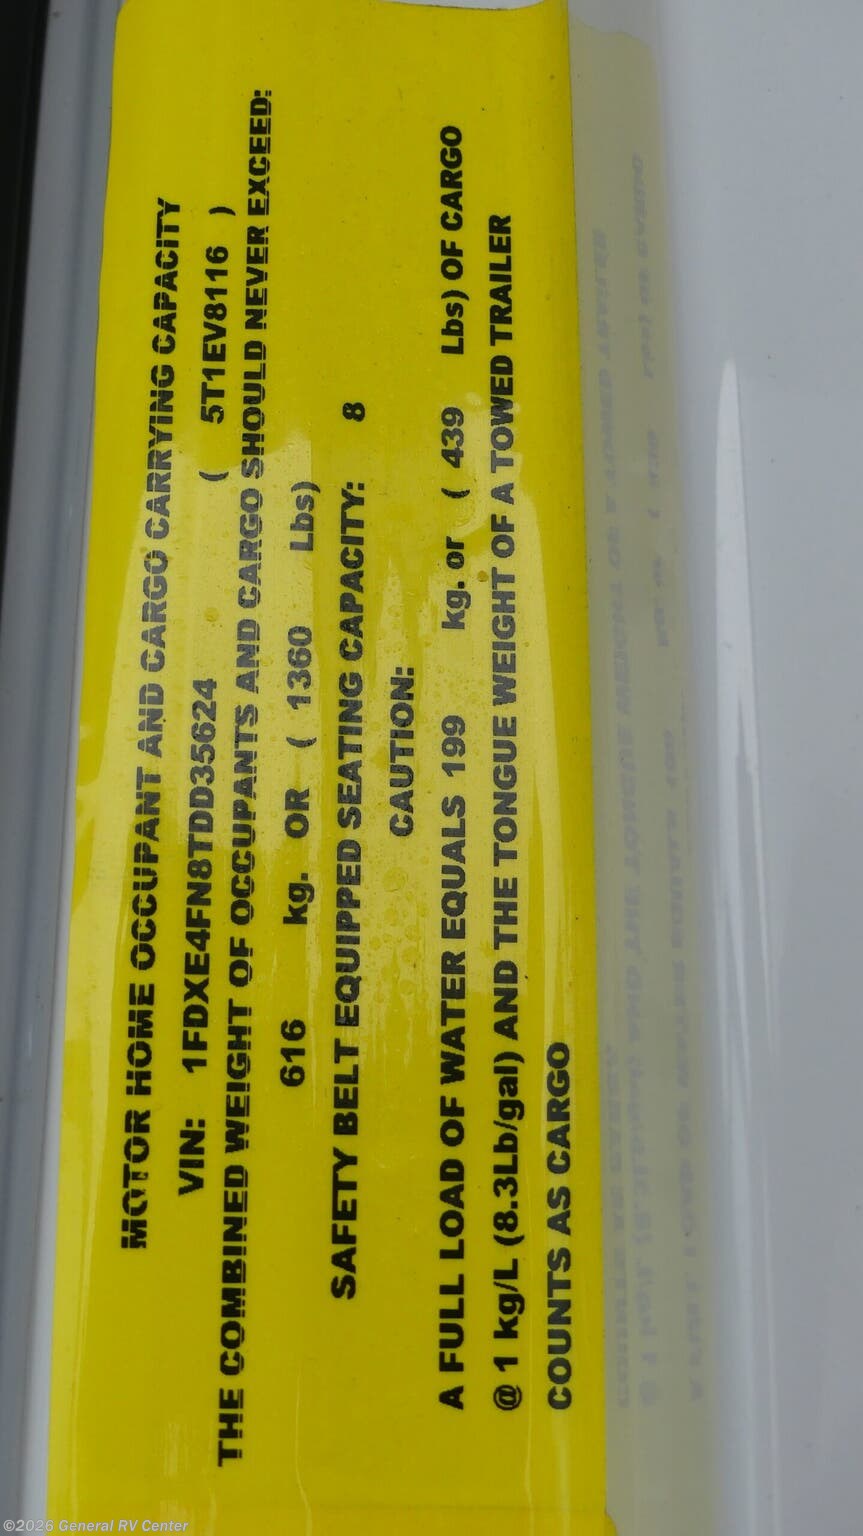 MOTOR HOME OCCUPANT AND CARGO CARRYING CAPACITY
VIN: 1FDXE4FN8TDD35624 ( 5T1EV8116 )
THE COMBINED WEIGHT OF OCCUPANTS AND CARGO SHOULD NEVER EXCEED:
616 kg. OR ( 1360 Lbs)
SAFETY BELT EQUIPPED SEATING CAPACITY: 8
CAUTION:
A FULL LOAD OF WATER EQUALS 199 kg. or ( 439 Lbs) OF CARGO
@ 1 kg/L (8.3Lb/gal) AND THE TONGUE WEIGHT OF A TOWED TRAILER
COUNTS AS CARGO
©2026 General RV Center